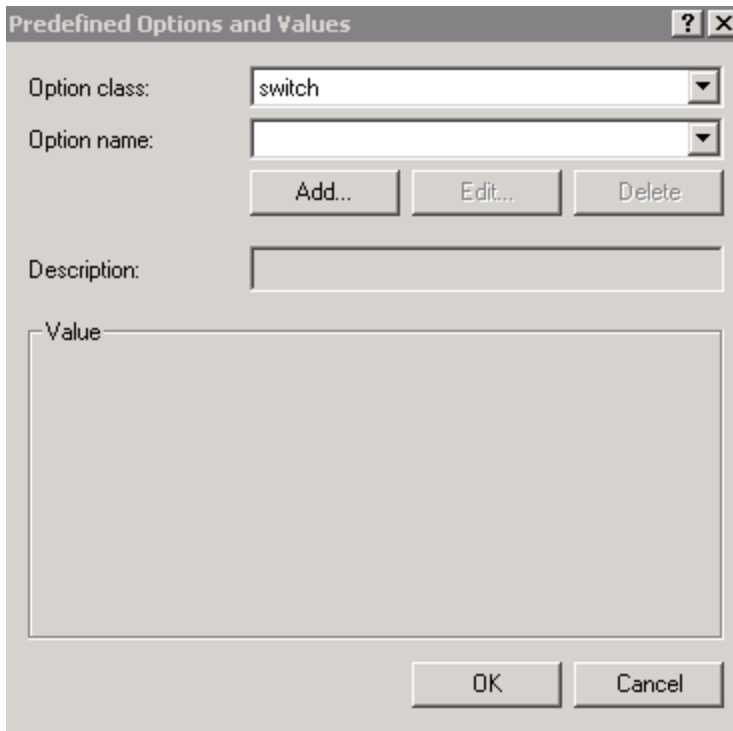 Predefined Options and Values
Option class: switch
Option name:
Add... Edit... Delete
Description:
Value
OK Cancel